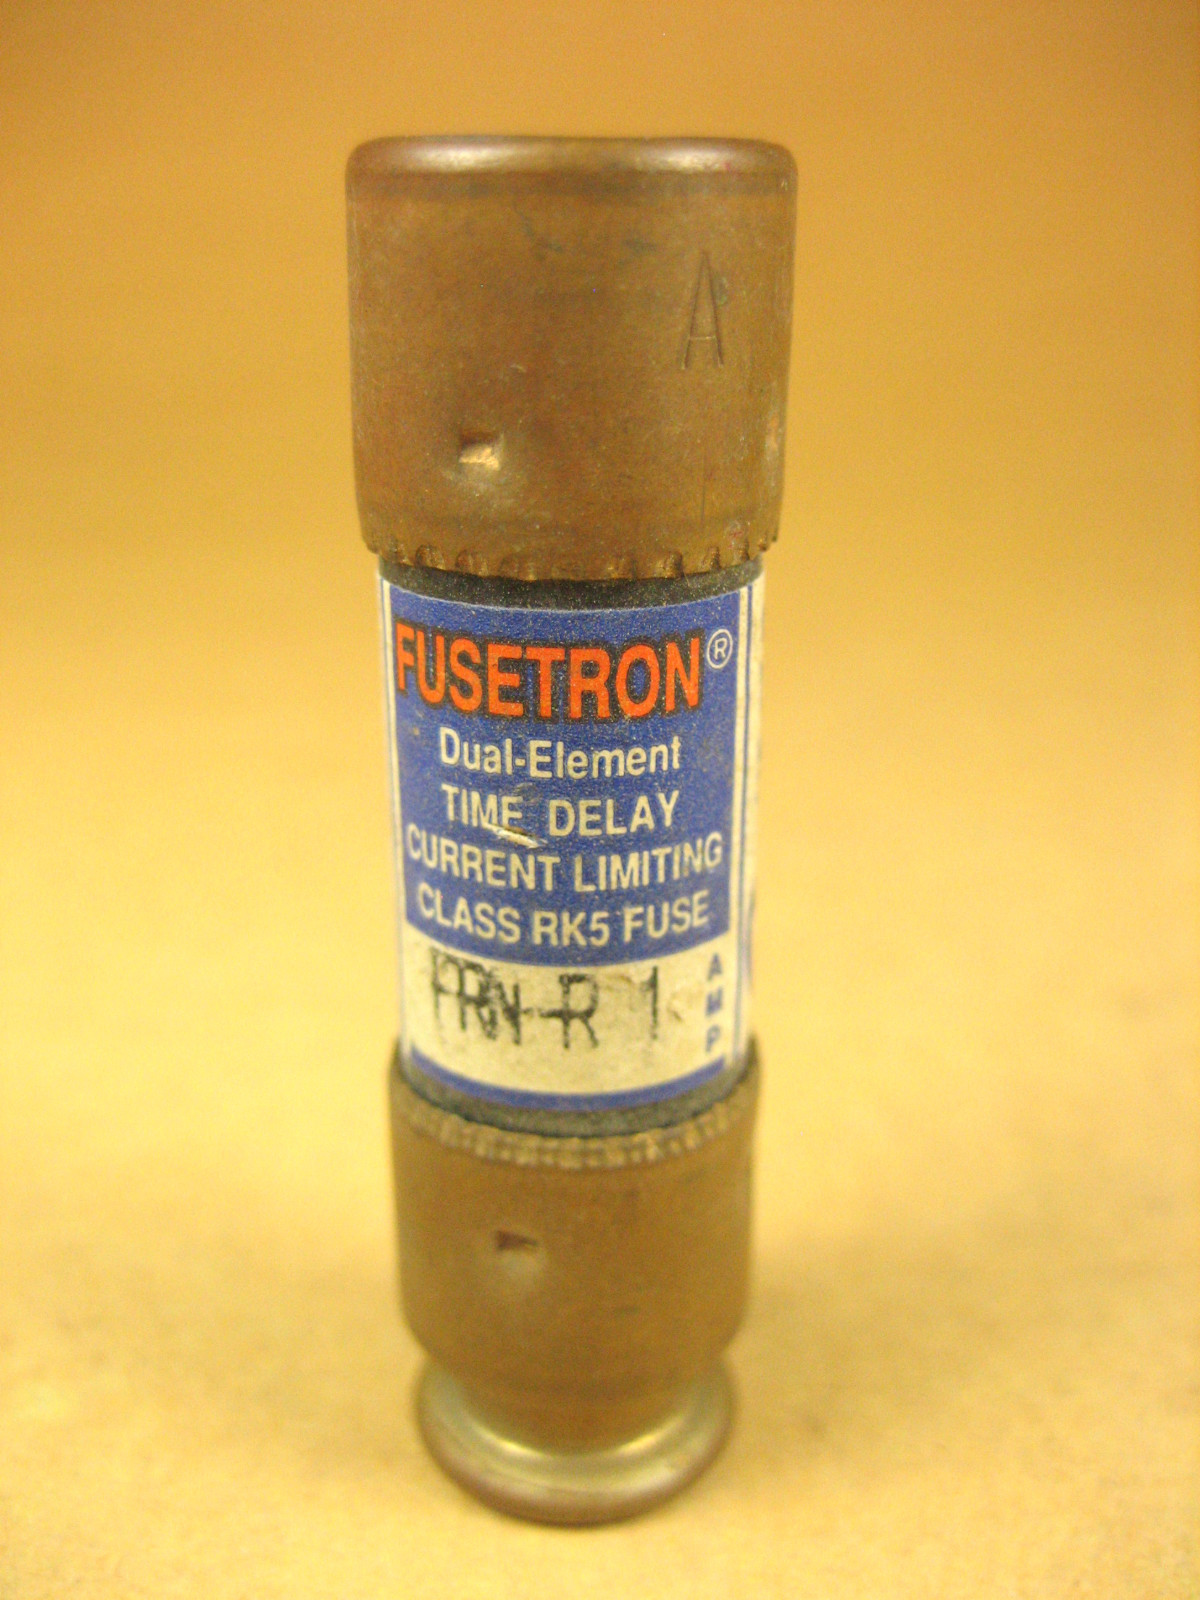 A
FUSETRON®
Dual-Element
TIME DELAY
CURRENT LIMITING
CLASS RK5 FUSE
FRN-R 1
AMP